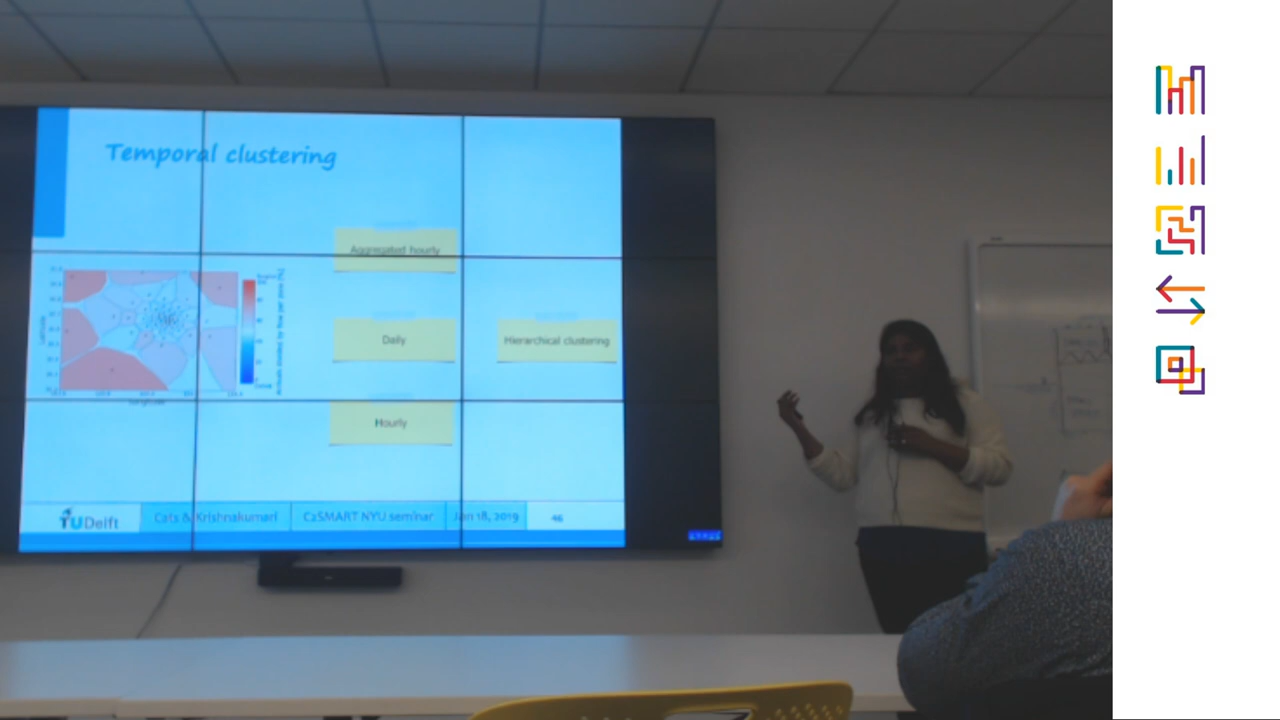 Temporal clustering
Aggregated hourly
Daily
Hierarchical clustering
Hourly
TUDelft
Cats & Krishnakumari
C2SMART NYU seminar
Jan 18, 2019
46